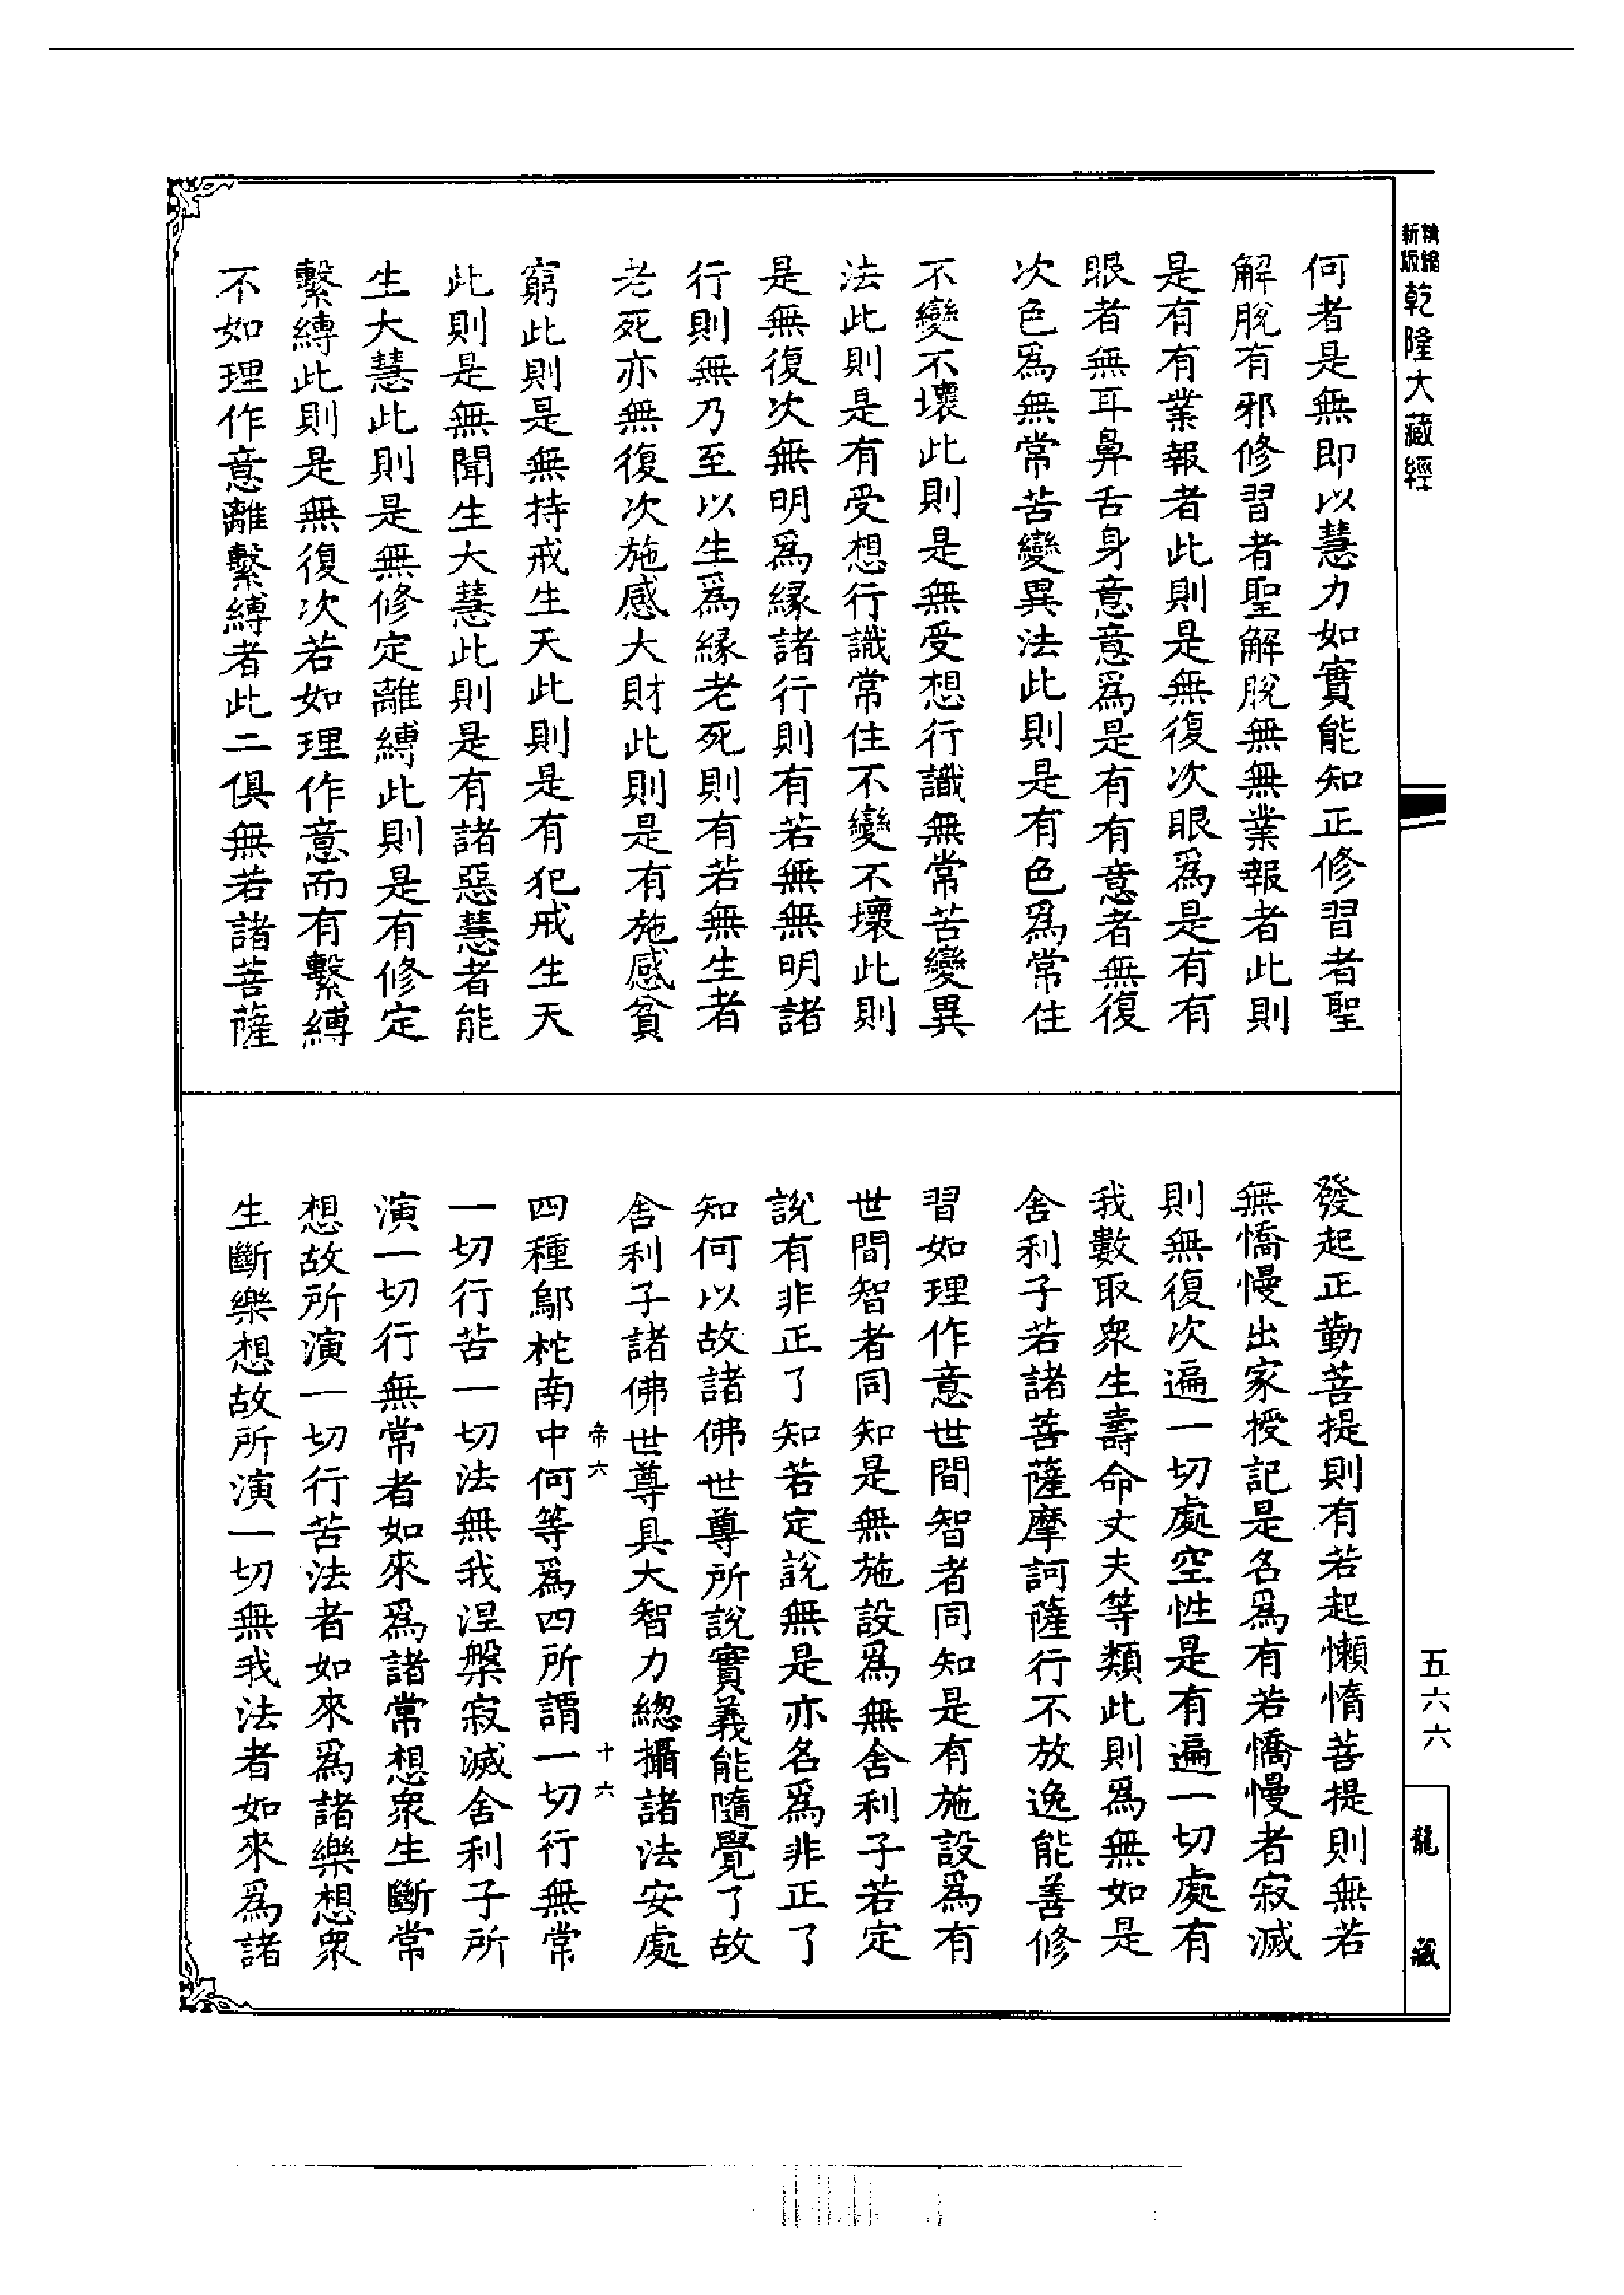 精縮新版乾隆大藏經
何者是無即以慧力如實能知正修習者聖
解脫有邪修習者聖解脫無無業報者此則
是有有業報者此則是無復次眼為是有有
眼者無耳鼻舌身意意為是有有意者無復
次色為無常苦變異法此則是有色為常住
不變不壞此則是無受想行識無常苦變異
法此則是有受想行識常住不變不壞此則
是無復次無明為緣諸行則有若無無明諸
行則無乃至以生為緣老死則有若無生者
老死亦無復次施感大財此則是有施感貧
窮此則是無持戒生天此則是有犯戒生天
此則是無聞生大慧此則是有諸惡慧者能
生大慧此則是無修定離縛此則是有修定
繫縛此則是無復次若如理作意而有繫縛
不如理作意離繫縛者此二俱無若諸菩薩
發起正勤菩提則有若起懶惰菩提則無若
無憍慢出家授記是名為有若憍慢者寂滅
則無復次遍一切處空性是有遍一切處有
我數取眾生壽命丈夫等類此則為無如是
舍利子若諸菩薩摩訶薩行不放逸能善修
習如理作意世間智者同知是有施設為有
世間智者同知是無施設為無舍利子若定
說有非正了知若定說無是亦名為非正了
知何以故諸佛世尊所說實義能隨覺了故
舍利子諸佛世尊具大智力總攝諸法安處
帝六 十六
四種鄔柁南中何等為四所謂一切行無常
一切行苦一切法無我涅槃寂滅舍利子所
演一切行無常者如來為諸常想眾生斷常
想故所演一切行苦法者如來為諸樂想眾
生斷樂想故所演一切無我法者如來為諸
五六六
龍藏